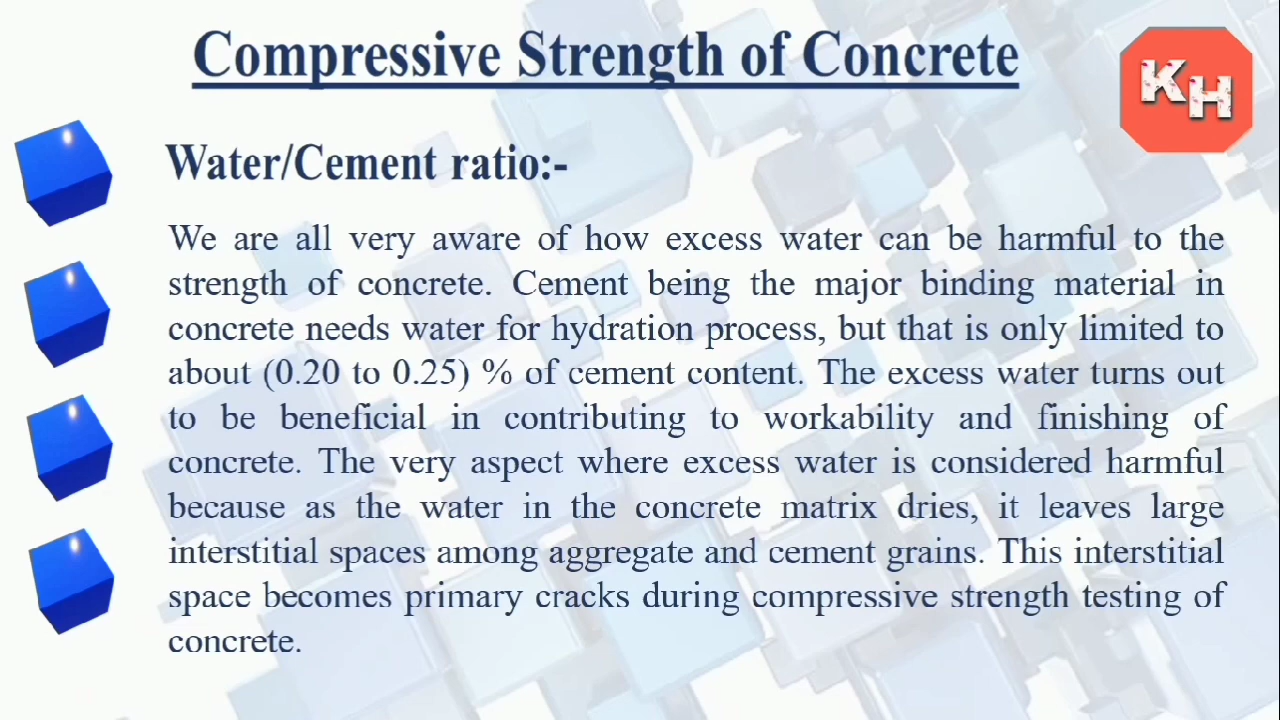 Compressive Strength of Concrete
KH
Water/Cement ratio:-
We are all very aware of how excess water can be harmful to the
strength of concrete. Cement being the major binding material in
concrete needs water for hydration process, but that is only limited to
about (0.20 to 0.25) % of cement content. The excess water turns out
to be beneficial in contributing to workability and finishing of
concrete. The very aspect where excess water is considered harmful
because as the water in the concrete matrix dries, it leaves large
interstitial spaces among aggregate and cement grains. This interstitial
space becomes primary cracks during compressive strength testing of
concrete.